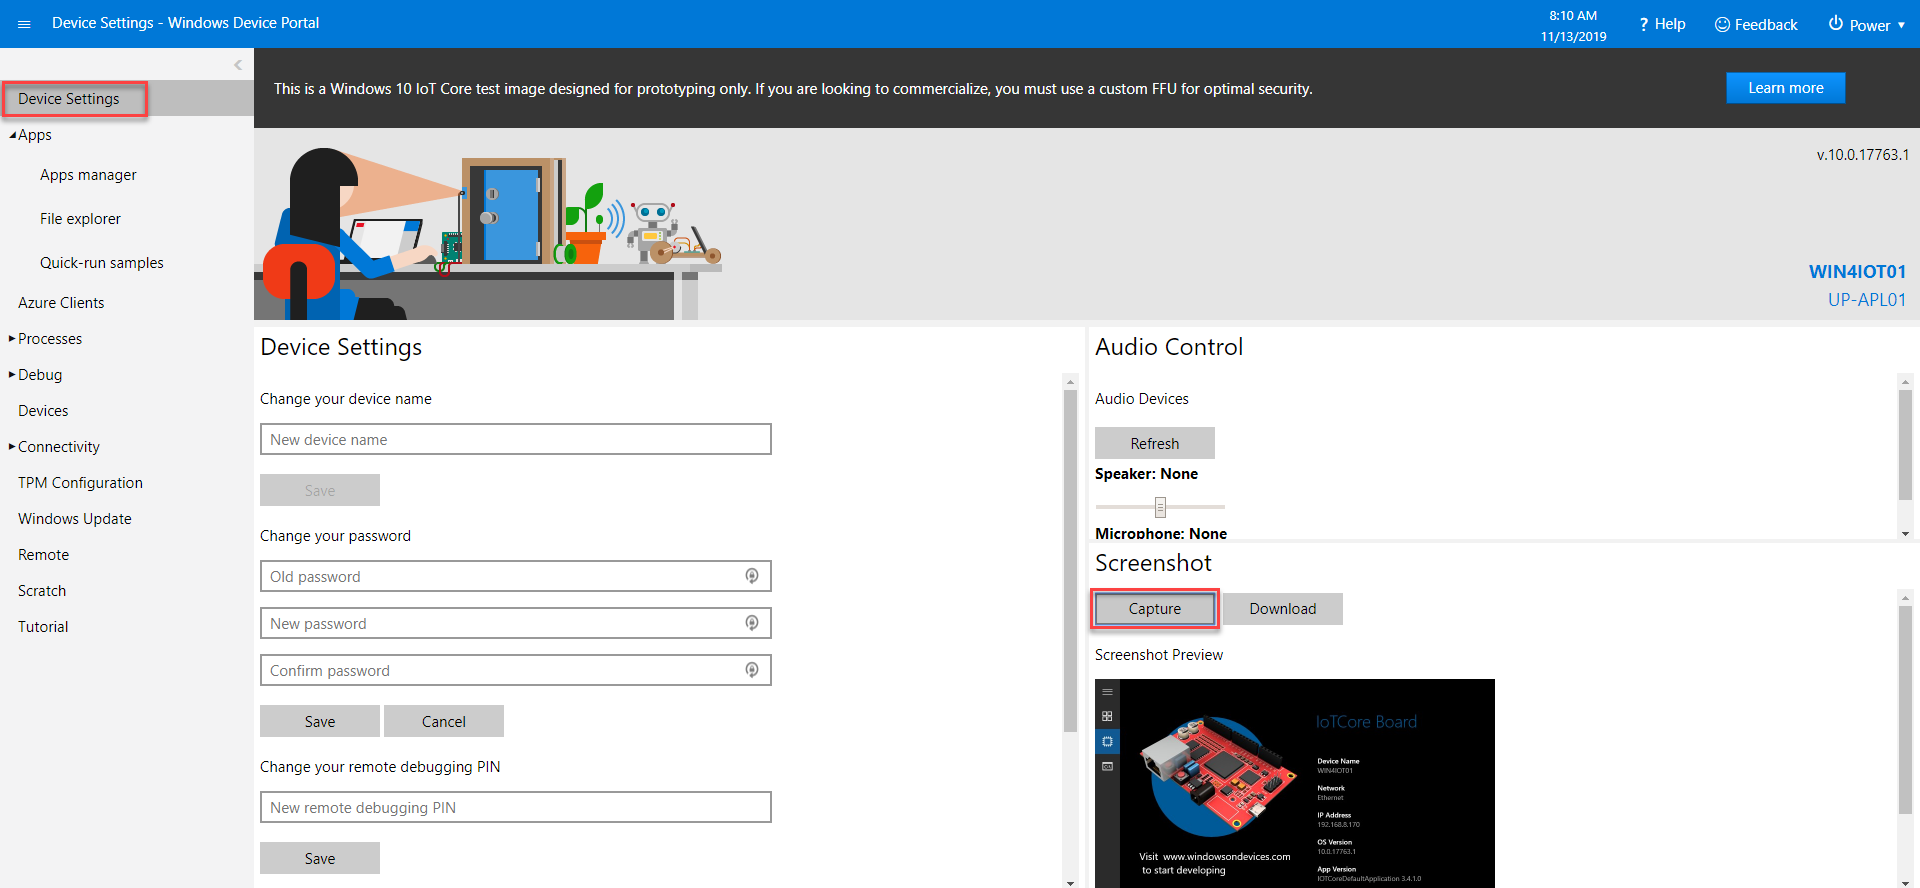 Device Settings - Windows Device Portal
8:10 AM
11/13/2019
? Help
Feedback
Power
Device Settings
Apps
Apps manager
File explorer
Quick-run samples
Azure Clients
Processes
Debug
Devices
Connectivity
TPM Configuration
Windows Update
Remote
Scratch
Tutorial
This is a Windows 10 IoT Core test image designed for prototyping only. If you are looking to commercialize, you must use a custom FFU for optimal security.
Learn more
v.10.0.17763.1
WIN4IOT01
UP-APL01
Device Settings
Change your device name
New device name
Save
Change your password
Old password
New password
Confirm password
Save
Cancel
Change your remote debugging PIN
New remote debugging PIN
Save
Audio Control
Audio Devices
Refresh
Speaker: None
Microphone: None
Screenshot
Capture
Download
Screenshot Preview
IoTCore Board
Device Name
WIN4IOT01
Network
Ethernet
IP Address
192.168.8.170
OS Version
10.0.17763.1
App Version
IOTCoreDefaultApplication 3.4.1.0
Visit www.windowsondevices.com
to start developing